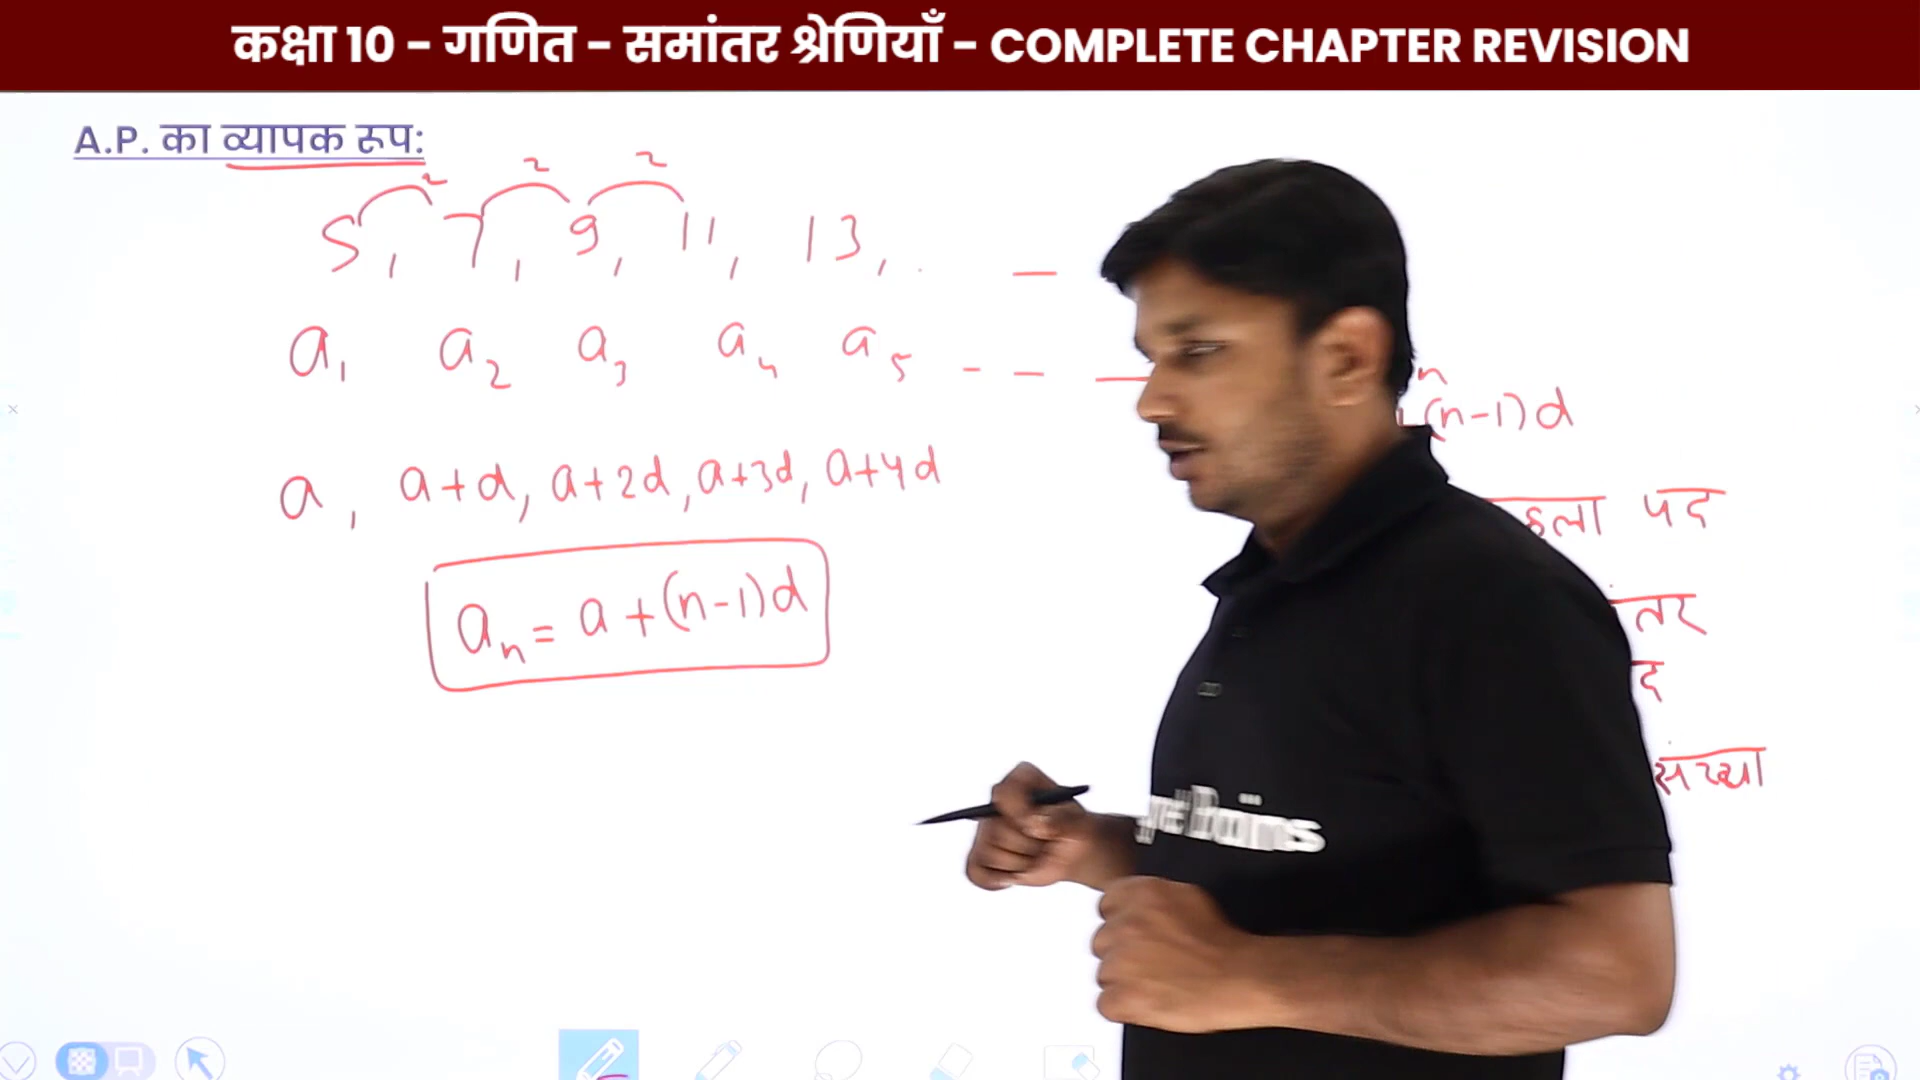 कक्षा 10 - गणित - समांतर श्रेणियाँ - COMPLETE CHAPTER REVISION
A.P. का व्यापक रूप:
2 2 2
5, 7, 9, 11, 13, . —
a₁ a₂ a₃ a₄ a₅ - - —
n
(n-1)d
a, a+d, a+2d, a+3d, a+4d
पद
aₙ = a + (n-1)d